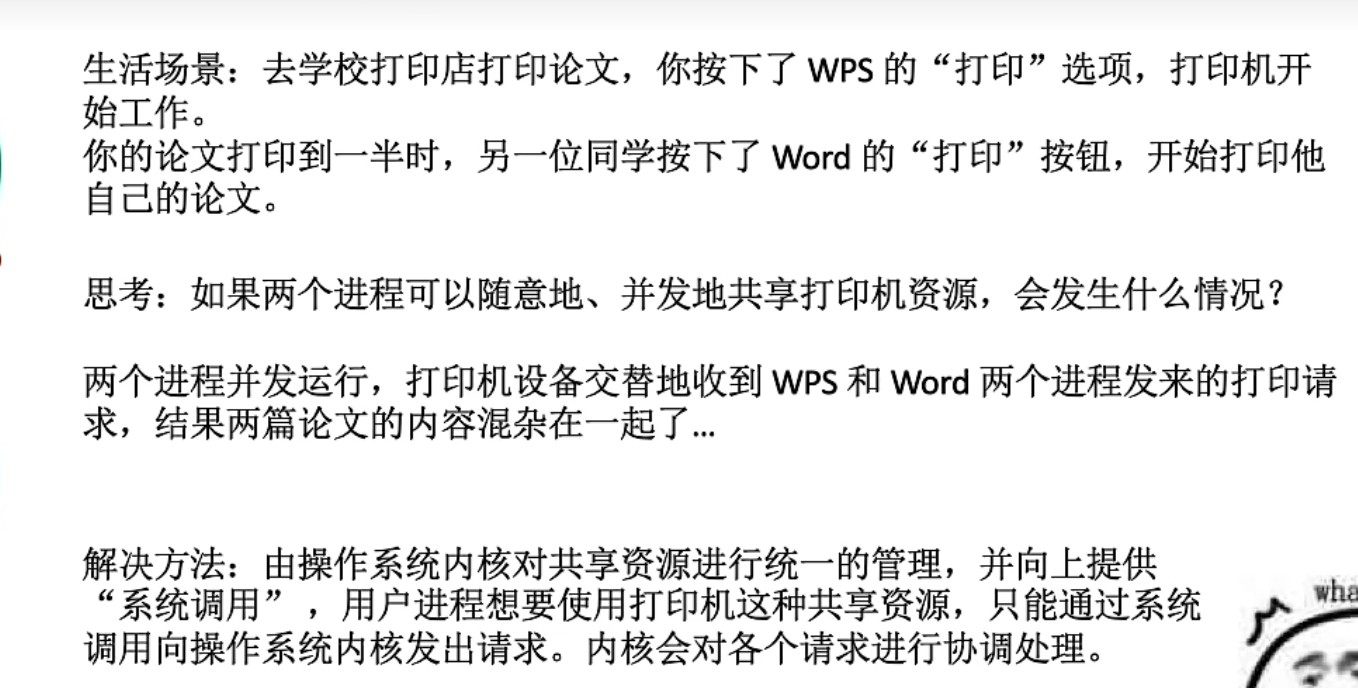 生活场景：去学校打印店打印论文，你按下了 WPS 的“打印”选项，打印机开
始工作。
你的论文打印到一半时，另一位同学按下了 Word 的“打印”按钮，开始打印他
自己的论文。
思考：如果两个进程可以随意地、并发地共享打印机资源，会发生什么情况？
两个进程并发运行，打印机设备交替地收到 WPS 和 Word 两个进程发来的打印请
求，结果两篇论文的内容混杂在一起了...
解决方法：由操作系统内核对共享资源进行统一的管理，并向上提供
“系统调用”，用户进程想要使用打印机这种共享资源，只能通过系统
调用向操作系统内核发出请求。内核会对各个请求进行协调处理。